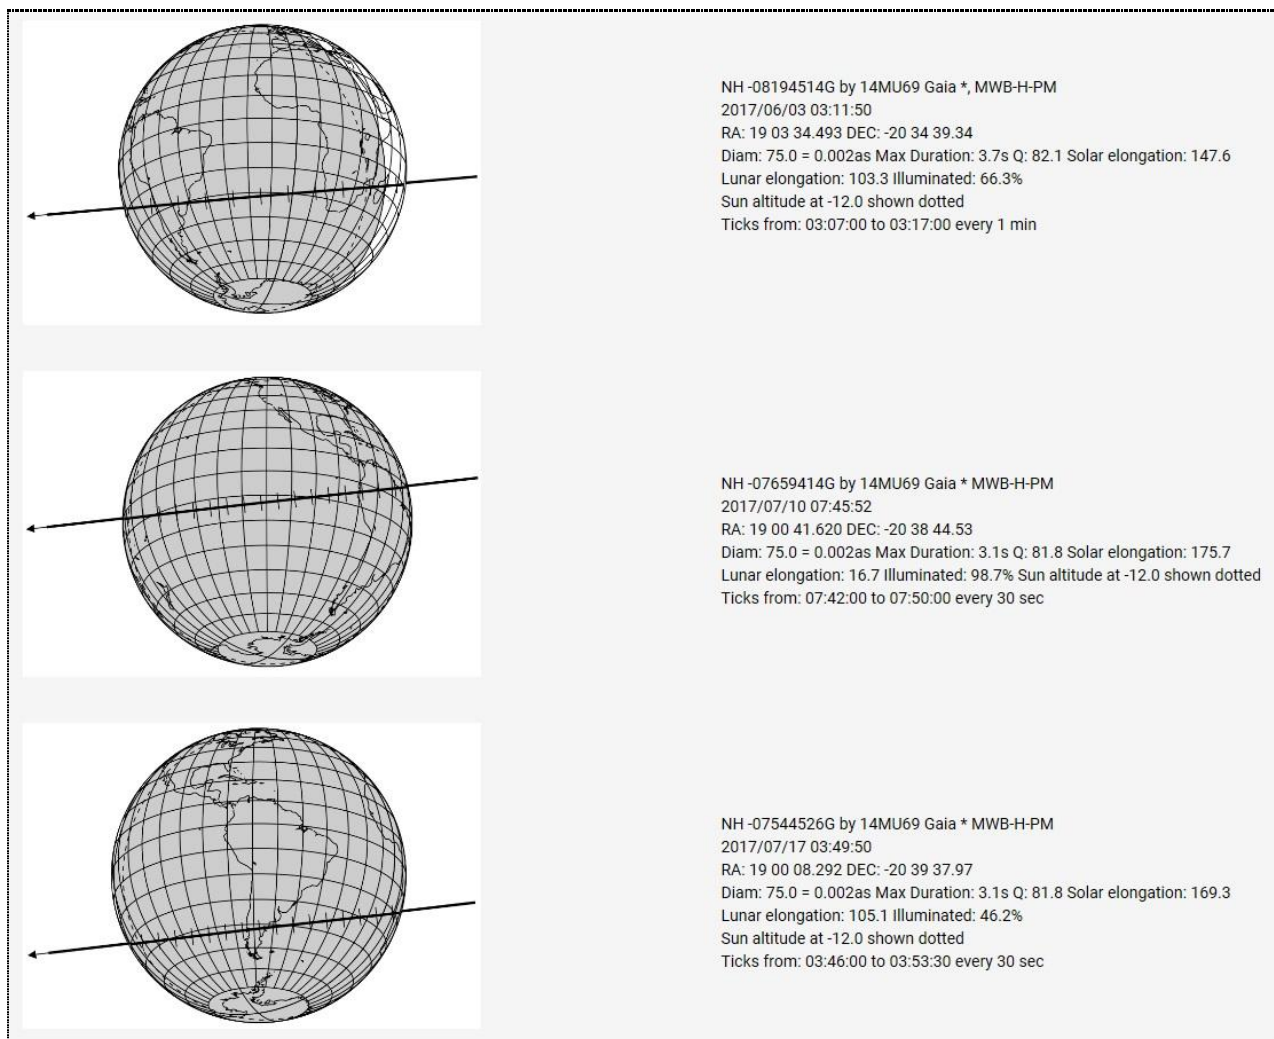 NH -08194514G by 14MU69 Gaia *, MWB-H-PM
2017/06/03 03:11:50
RA: 19 03 34.493 DEC: -20 34 39.34
Diam: 75.0 = 0.002as Max Duration: 3.7s Q: 82.1 Solar elongation: 147.6
Lunar elongation: 103.3 Illuminated: 66.3%
Sun altitude at -12.0 shown dotted
Ticks from: 03:07:00 to 03:17:00 every 1 min
NH -07659414G by 14MU69 Gaia * MWB-H-PM
2017/07/10 07:45:52
RA: 19 00 41.620 DEC: -20 38 44.53
Diam: 75.0 = 0.002as Max Duration: 3.1s Q: 81.8 Solar elongation: 175.7
Lunar elongation: 16.7 Illuminated: 98.7% Sun altitude at -12.0 shown dotted
Ticks from: 07:42:00 to 07:50:00 every 30 sec
NH -07544526G by 14MU69 Gaia * MWB-H-PM
2017/07/17 03:49:50
RA: 19 00 08.292 DEC: -20 39 37.97
Diam: 75.0 = 0.002as Max Duration: 3.1s Q: 81.8 Solar elongation: 169.3
Lunar elongation: 105.1 Illuminated: 46.2%
Sun altitude at -12.0 shown dotted
Ticks from: 03:46:00 to 03:53:30 every 30 sec